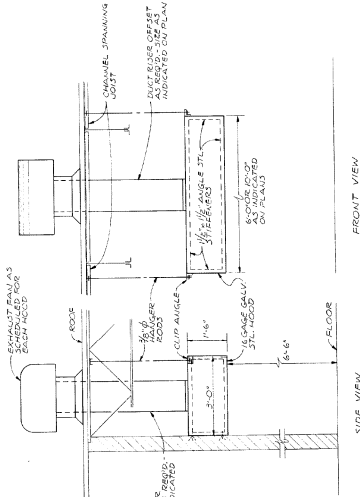 EXHAUST FAN AS
SCHEDULED FOR
EACH HOOD
ROOF
CHANNEL SPANNING
JOIST
DUCT RISER OFFSET
AS REQ'D.- SIZE AS
INDICATED ON PLAN
3/8" Φ
HANGER
RODS
CLIP ANGLE
1 1/2" x 1 1/2" ANGLE STL.
STIFFENERS
1'-6"
3'-0"
16 GAGE GALV.
STL. HOOD
6'-0" OR 10'-0"
AS INDICATED
ON PLANS
6'-6"
FLOOR
REQ'D.-
DICATED
SIDE VIEW
FRONT VIEW